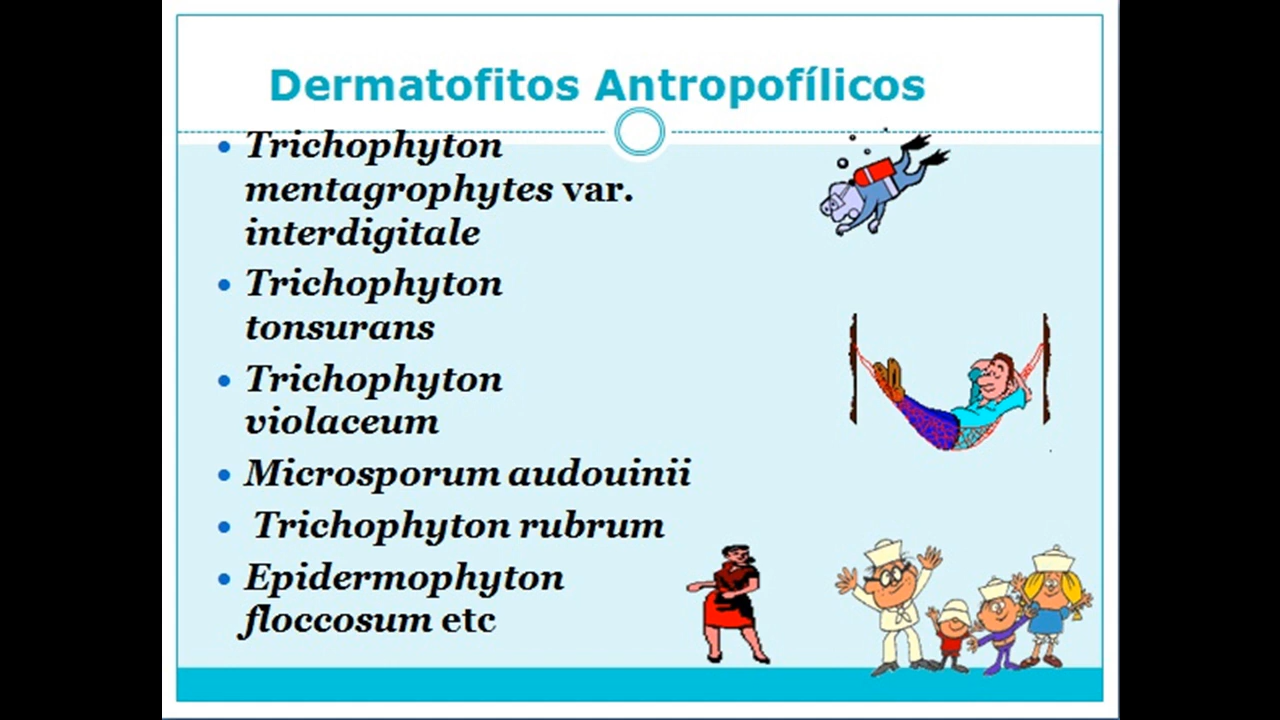 Dermatofitos Antropofílicos
• Trichophyton
mentagrophytes var.
interdigitale
• Trichophyton
tonsurans
• Trichophyton
violaceum
• Microsporum audouinii
• Trichophyton rubrum
• Epidermophyton
floccosum etc